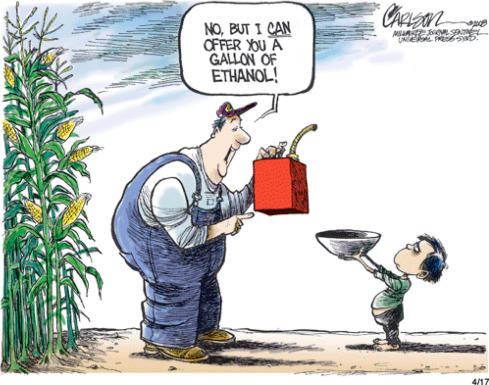 NO, BUT I CAN
OFFER YOU A
GALLON OF
ETHANOL!
CARLSON ©2008
MILWAUKEE JOURNAL SENTINEL
UNIVERSAL PRESS SYND.
4/17